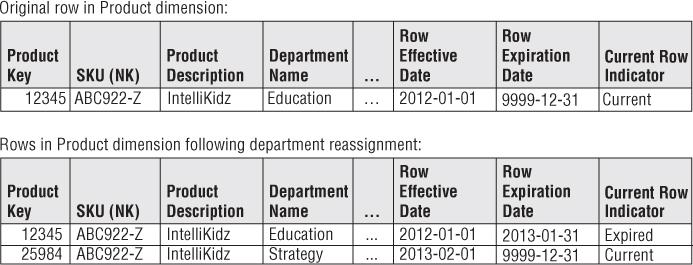 Original row in Product dimension:
Product Key SKU (NK) Product Description Department Name ... Row Effective Date Row Expiration Date Current Row Indicator
12345 ABC922-Z IntelliKidz Education ... 2012-01-01 9999-12-31 Current
Rows in Product dimension following department reassignment:
Product Key SKU (NK) Product Description Department Name ... Row Effective Date Row Expiration Date Current Row Indicator
12345 ABC922-Z IntelliKidz Education ... 2012-01-01 2013-01-31 Expired
25984 ABC922-Z IntelliKidz Strategy ... 2013-02-01 9999-12-31 Current